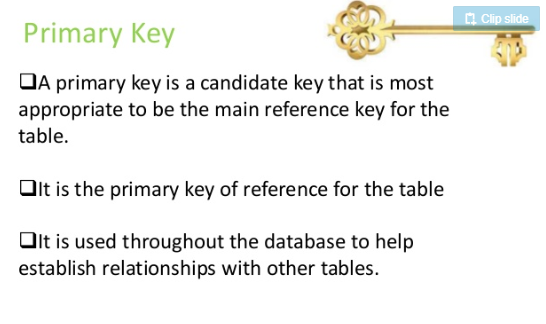 Primary Key
Clip slide
❑A primary key is a candidate key that is most
appropriate to be the main reference key for the
table.
❑It is the primary key of reference for the table
❑It is used throughout the database to help
establish relationships with other tables.